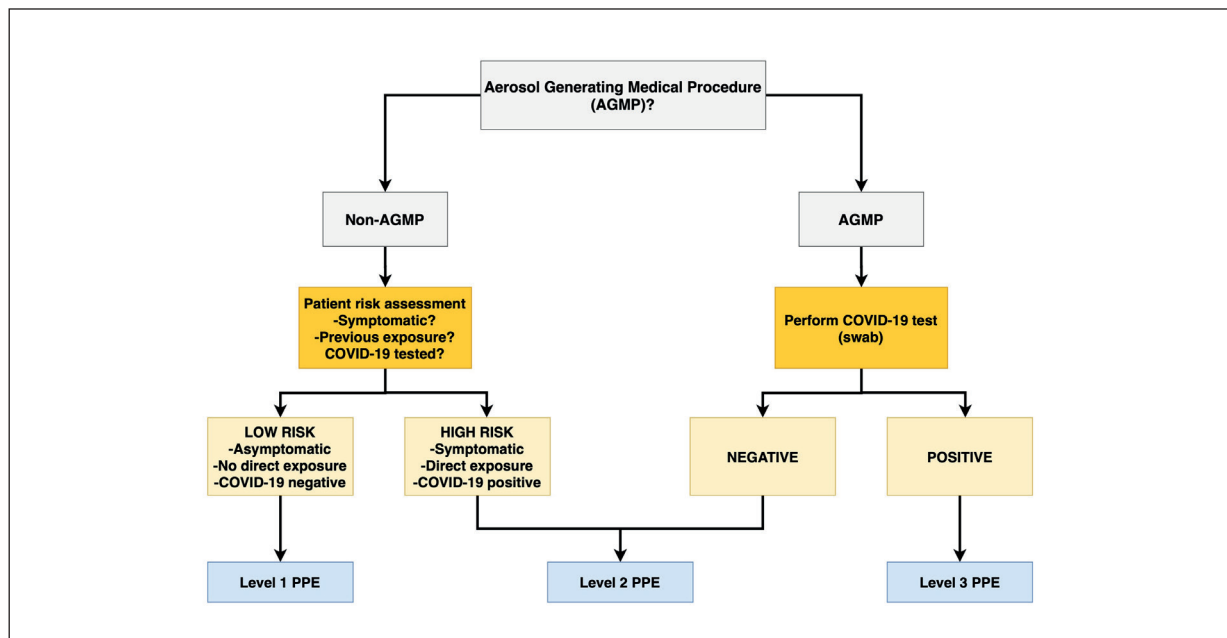 Aerosol Generating Medical Procedure
(AGMP)?
Non-AGMP
AGMP
Patient risk assessment
-Symptomatic?
-Previous exposure?
COVID-19 tested?
Perform COVID-19 test
(swab)
LOW RISK
-Asymptomatic
-No direct exposure
-COVID-19 negative
HIGH RISK
-Symptomatic
-Direct exposure
-COVID-19 positive
NEGATIVE
POSITIVE
Level 1 PPE
Level 2 PPE
Level 3 PPE